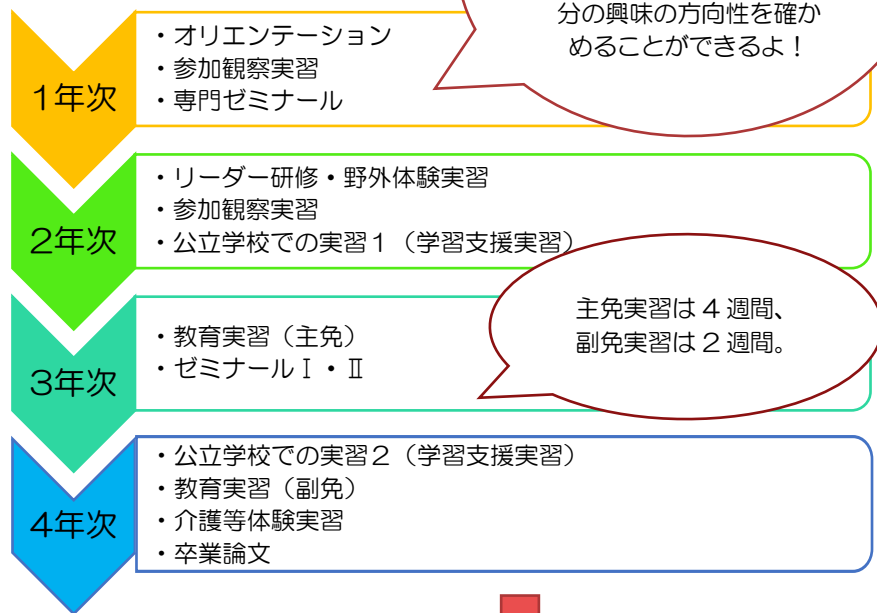 分の興味の方向性を確か
めることができるよ！
1年次
・オリエンテーション
・参加観察実習
・専門ゼミナール
2年次
・リーダー研修・野外体験実習
・参加観察実習
・公立学校での実習1（学習支援実習）
3年次
・教育実習（主免）
・ゼミナールⅠ・Ⅱ
主免実習は4週間、
副免実習は2週間。
4年次
・公立学校での実習2（学習支援実習）
・教育実習（副免）
・介護等体験実習
・卒業論文